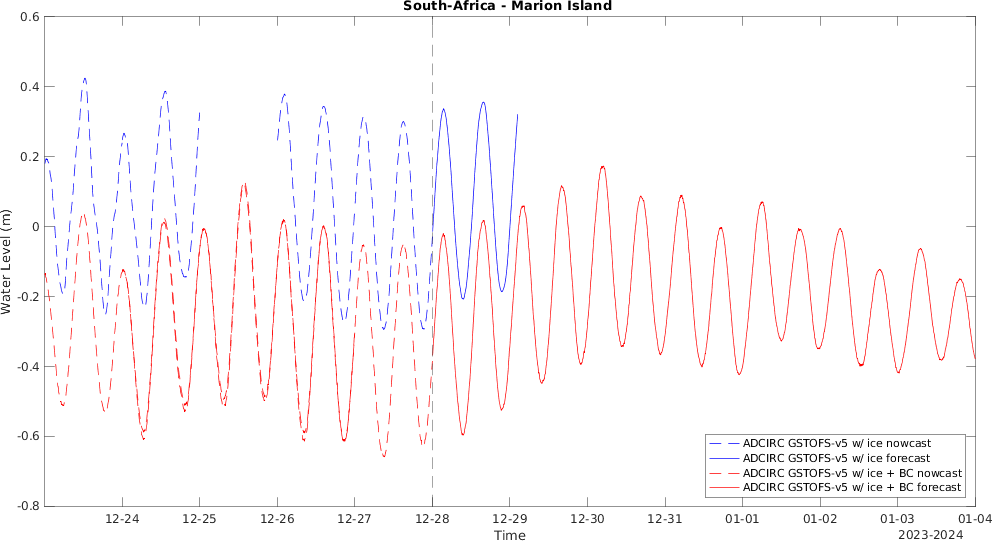 South-Africa - Marion Island
0.6
0.4
0.2
0
-0.2
-0.4
-0.6
-0.8
Water Level (m)
ADCIRC GSTOFS-v5 w/ ice nowcast
ADCIRC GSTOFS-v5 w/ ice forecast
ADCIRC GSTOFS-v5 w/ ice + BC nowcast
ADCIRC GSTOFS-v5 w/ ice + BC forecast
12-24 12-25 12-26 12-27 12-28 12-29 12-30 12-31 01-01 01-02 01-03 01-04
Time
2023-2024